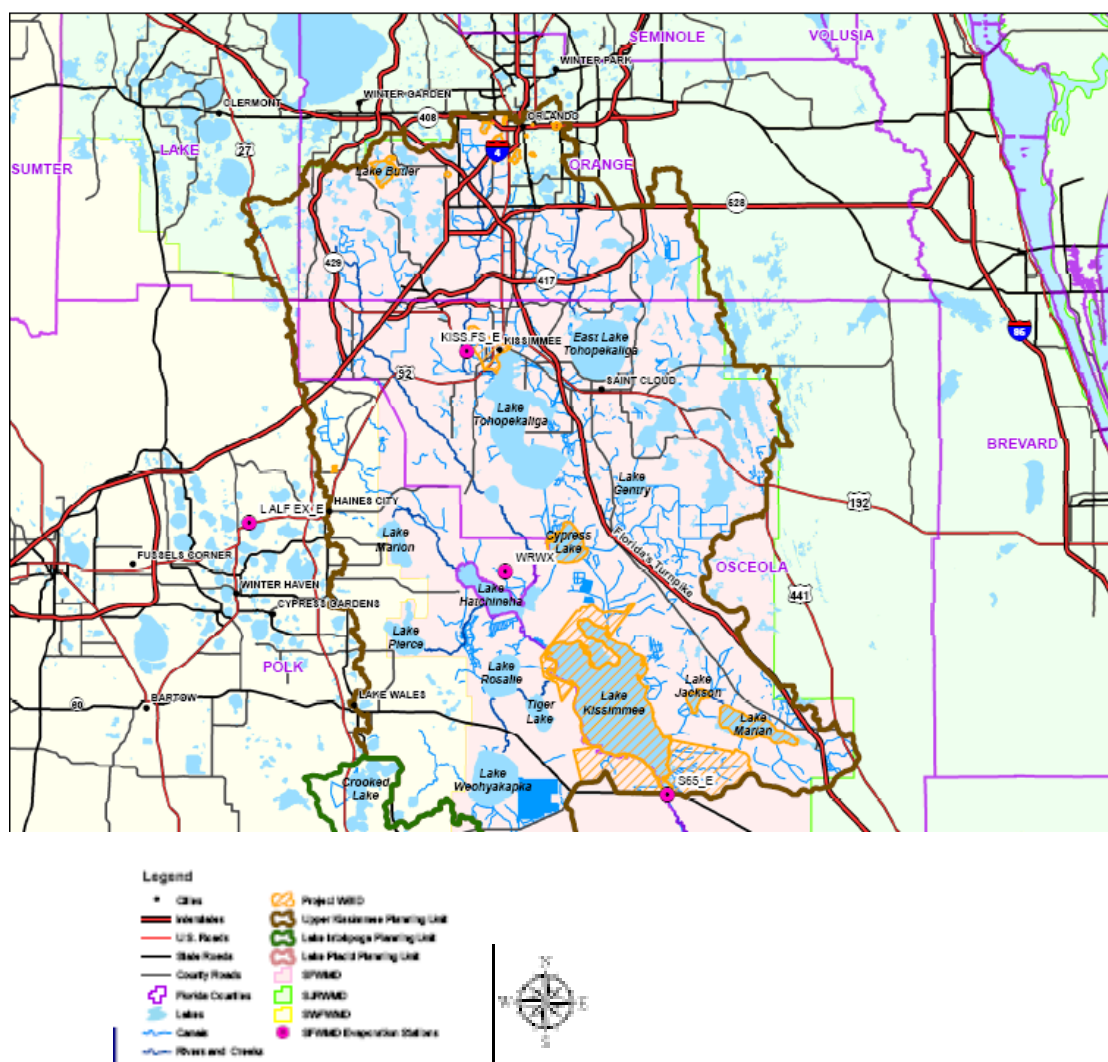 SEMINOLE
VOLUSIA
WINTER PARK
WINTER GARDEN
CLERMONT
408
ORLANDO
LAKE
27
4
SUMTER
Lake Butler
ORANGE
528
429
417
95
KISS.FS_E
KISSIMMEE
East Lake
Tohopekaliga
92
SAINT CLOUD
Lake
Tohopekaliga
BREVARD
Lake
Gentry
192
HAINES CITY
LALF EX_E
Lake
Marion
Cypress
Lake
Florida's Turnpike
FUSSELS CORNER
WRWX
OSCEOLA
WINTER HAVEN
Lake
Hatchineha
441
CYPRESS GARDENS
Lake
Pierce
POLK
Lake
Rosalie
Lake
Jackson
Lake
Kissimmee
60
BARTOW
LAKE WALES
Tiger
Lake
Lake
Marian
Crooked
Lake
Lake
Weohyakapka
S65_E
Legend
Cities
Interstates
U.S. Roads
State Roads
County Roads
Florida Counties
Lakes
Canals
Rivers and Creeks
Project WBID
Upper Kissimmee Planning Unit
Lake Istokpoga Planning Unit
Lake Placid Planning Unit
SFWMD
SJRWMD
SWFWMD
SFWMD Evaporation Stations
N
W
E
S